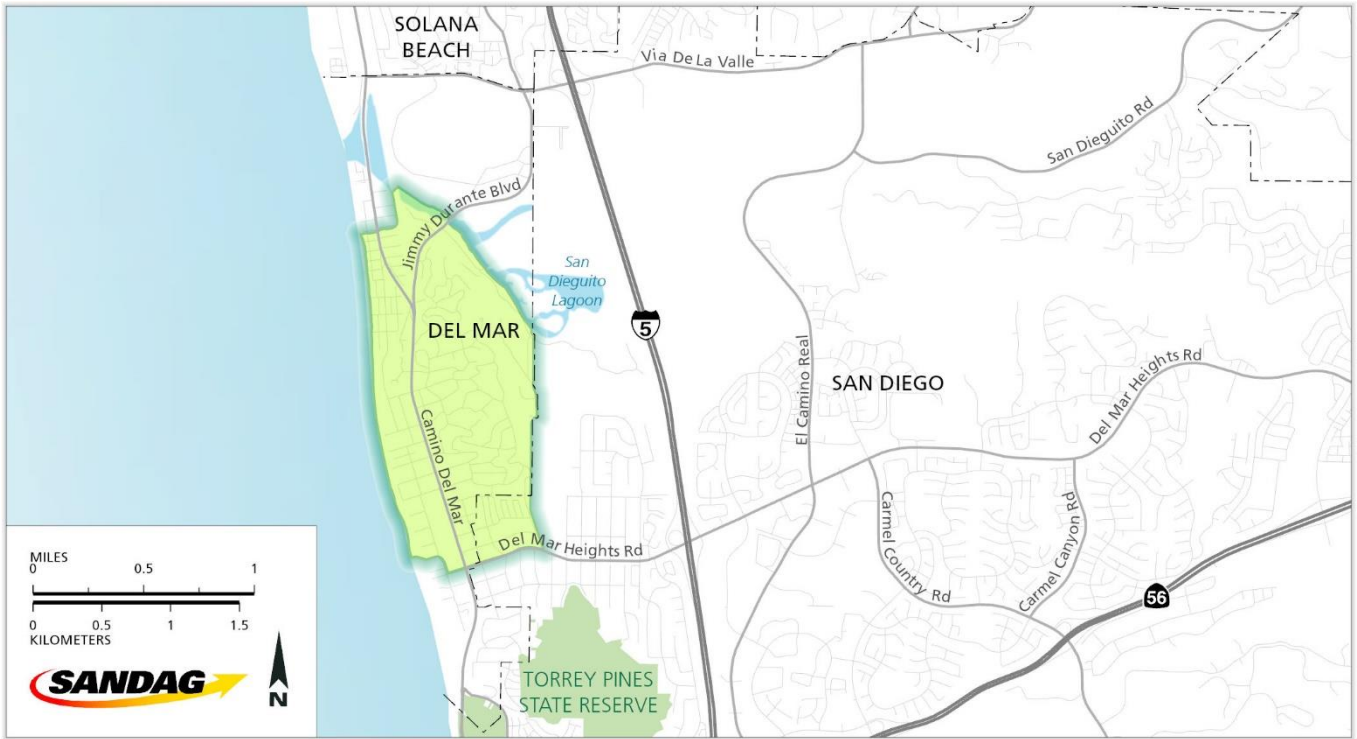 SOLANA
BEACH
Via De La Valle
San Dieguito Rd
Jimmy Durante Blvd
San
Dieguito
Lagoon
DEL MAR
5
SAN DIEGO
El Camino Real
Del Mar Heights Rd
Camino Del Mar
Del Mar Heights Rd
Carmel Country Rd
Carmel Canyon Rd
56
MILES
0 0.5 1
0 0.5 1 1.5
KILOMETERS
SANDAG
N
TORREY PINES
STATE RESERVE